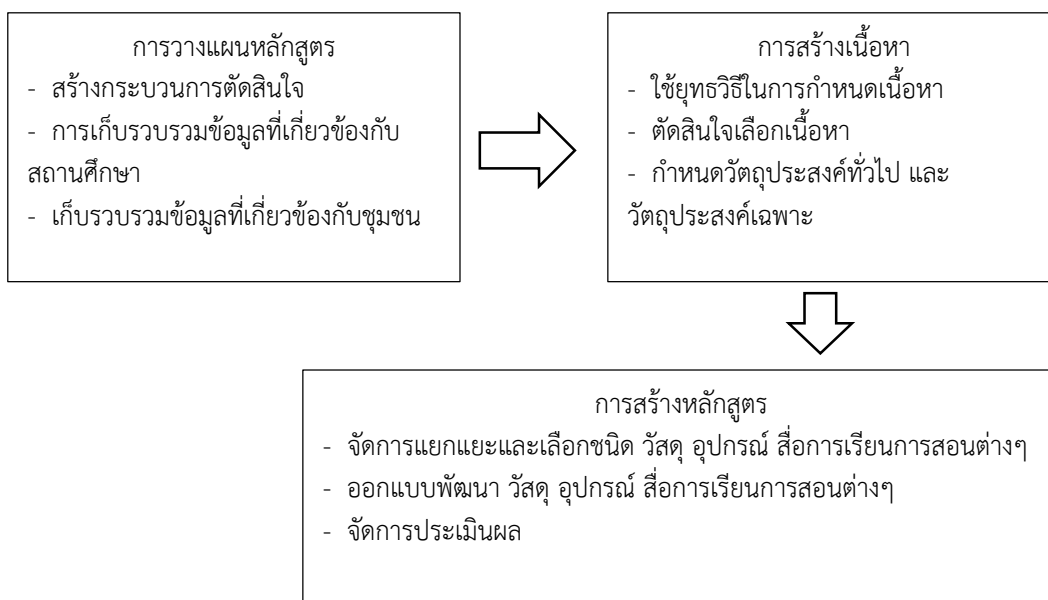 การวางแผนหลักสูตร
- สร้างกระบวนการตัดสินใจ
- การเก็บรวบรวมข้อมูลที่เกี่ยวข้องกับ
สถานศึกษา
- เก็บรวบรวมข้อมูลที่เกี่ยวข้องกับชุมชน
การสร้างเนื้อหา
- ใช้ยุทธวิธีในการกำหนดเนื้อหา
- ตัดสินใจเลือกเนื้อหา
- กำหนดวัตถุประสงค์ทั่วไป และ
วัตถุประสงค์เฉพาะ
การสร้างหลักสูตร
- จัดการแยกแยะและเลือกชนิด วัสดุ อุปกรณ์ สื่อการเรียนการสอนต่างๆ
- ออกแบบพัฒนา วัสดุ อุปกรณ์ สื่อการเรียนการสอนต่างๆ
- จัดการประเมินผล